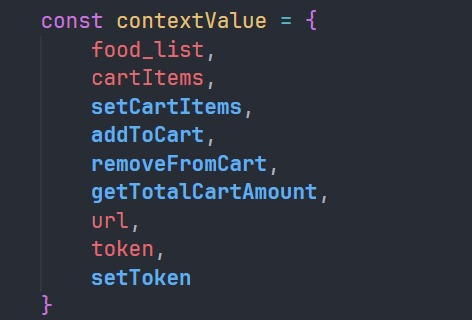 const contextValue = {
food_list,
cartItems,
setCartItems,
addToCart,
removeFromCart,
getTotalCartAmount,
url,
token,
setToken
}